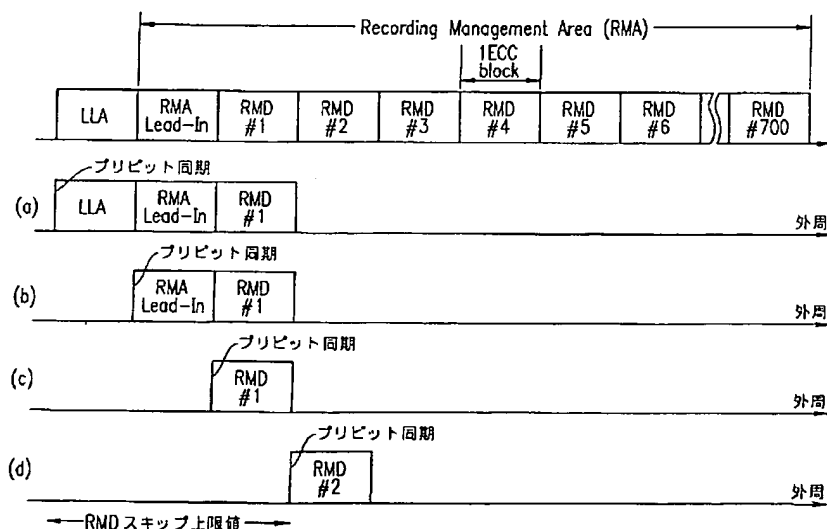 Recording Management Area (RMA)
1ECC
block
LLA
RMA
Lead-In
RMD
#1
RMD
#2
RMD
#3
RMD
#4
RMD
#5
RMD
#6
RMD
#700
プリピット同期
(a)
LLA
RMA
Lead-In
RMD
#1
外周
プリピット同期
(b)
RMA
Lead-In
RMD
#1
外周
プリピット同期
(c)
RMD
#1
外周
プリピット同期
(d)
RMD
#2
外周
RMDスキップ上限値